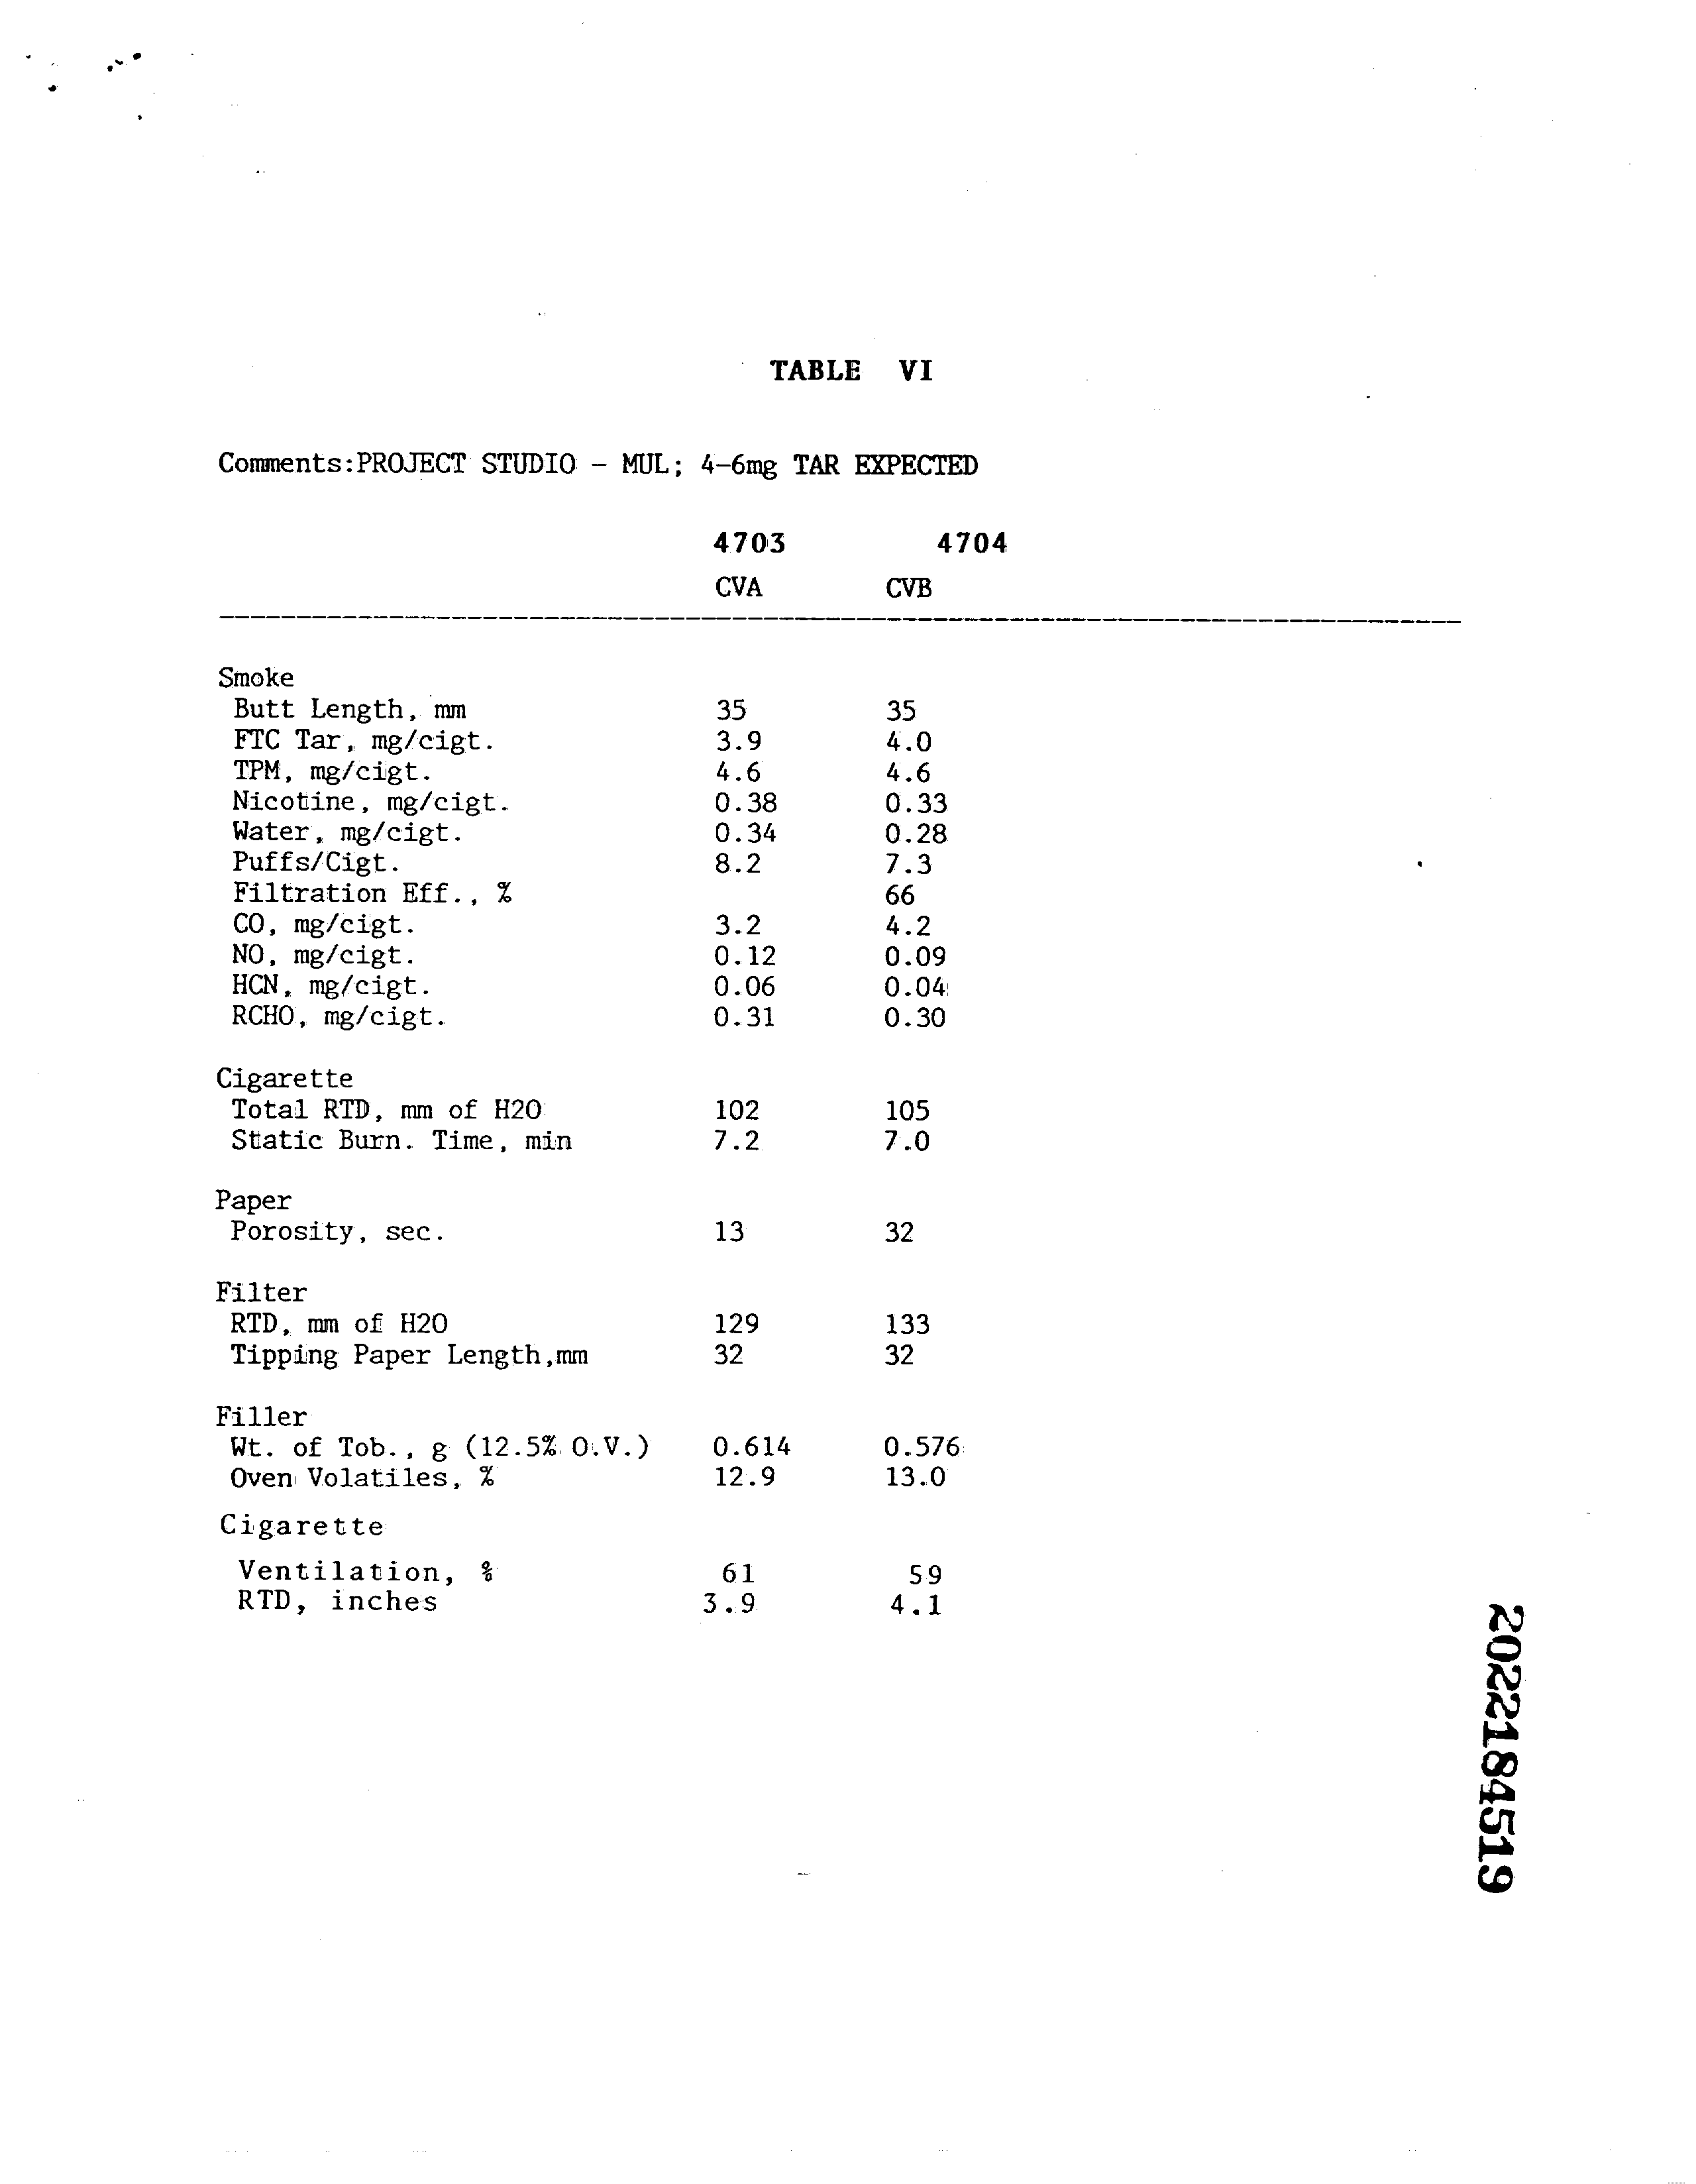 TABLE VI
Comments:PROJECT STUDIO - MUL; 4-6mg TAR EXPECTED
4703 4704
CVA CVB
Smoke
Butt Length, mm 35 35
FTC Tar, mg/cigt. 3.9 4.0
TPM, mg/cigt. 4.6 4.6
Nicotine, mg/cigt. 0.38 0.33
Water, mg/cigt. 0.34 0.28
Puffs/Cigt. 8.2 7.3
Filtration Eff., % 66
CO, mg/cigt. 3.2 4.2
NO, mg/cigt. 0.12 0.09
HCN, mg/cigt. 0.06 0.04
RCHO, mg/cigt. 0.31 0.30
Cigarette
Total RTD, mm of H2O 102 105
Static Burn. Time, min 7.2 7.0
Paper
Porosity, sec. 13 32
Filter
RTD, mm of H2O 129 133
Tipping Paper Length,mm 32 32
Filler
Wt. of Tob., g (12.5% O.V.) 0.614 0.576
Oven Volatiles, % 12.9 13.0
Cigarette
Ventilation, % 61 59
RTD, inches 3.9 4.1
2022184519